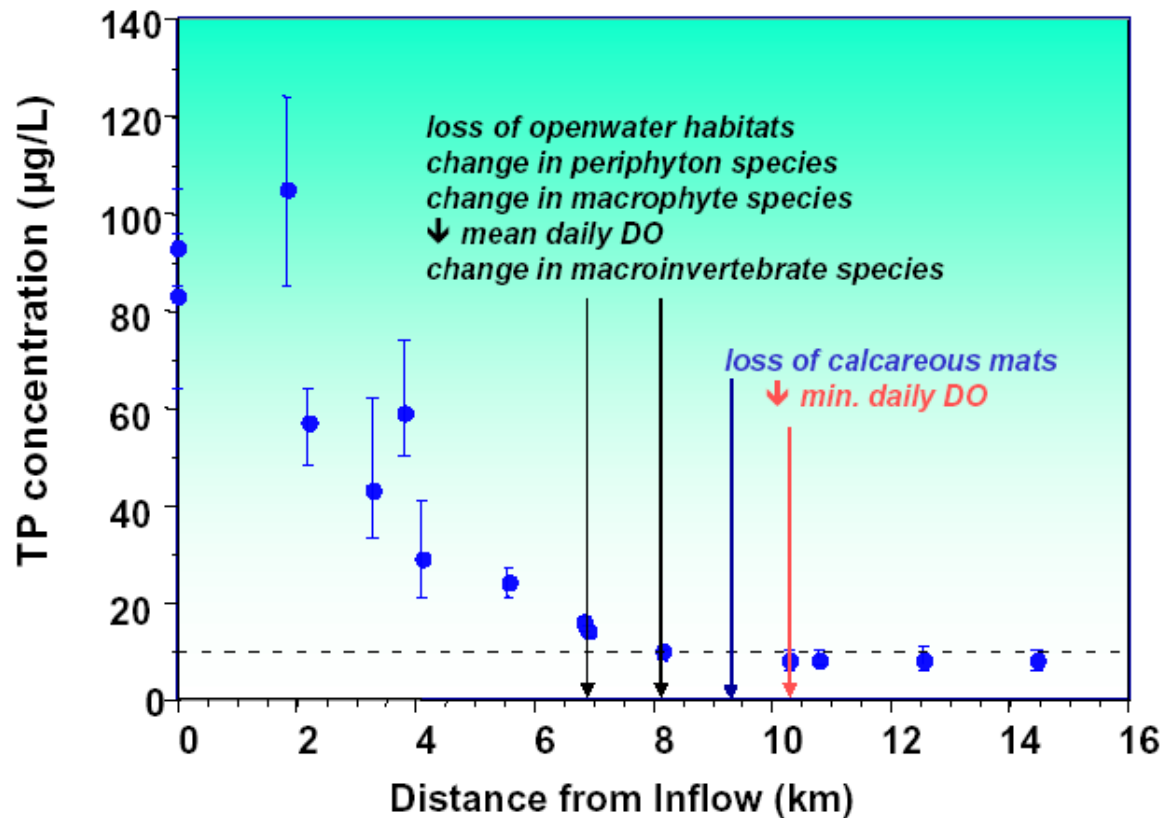 140
120
100
80
60
40
20
0
TP concentration (µg/L)
loss of openwater habitats
change in periphyton species
change in macrophyte species
↓ mean daily DO
change in macroinvertebrate species
loss of calcareous mats
↓ min. daily DO
0 2 4 6 8 10 12 14 16
Distance from Inflow (km)